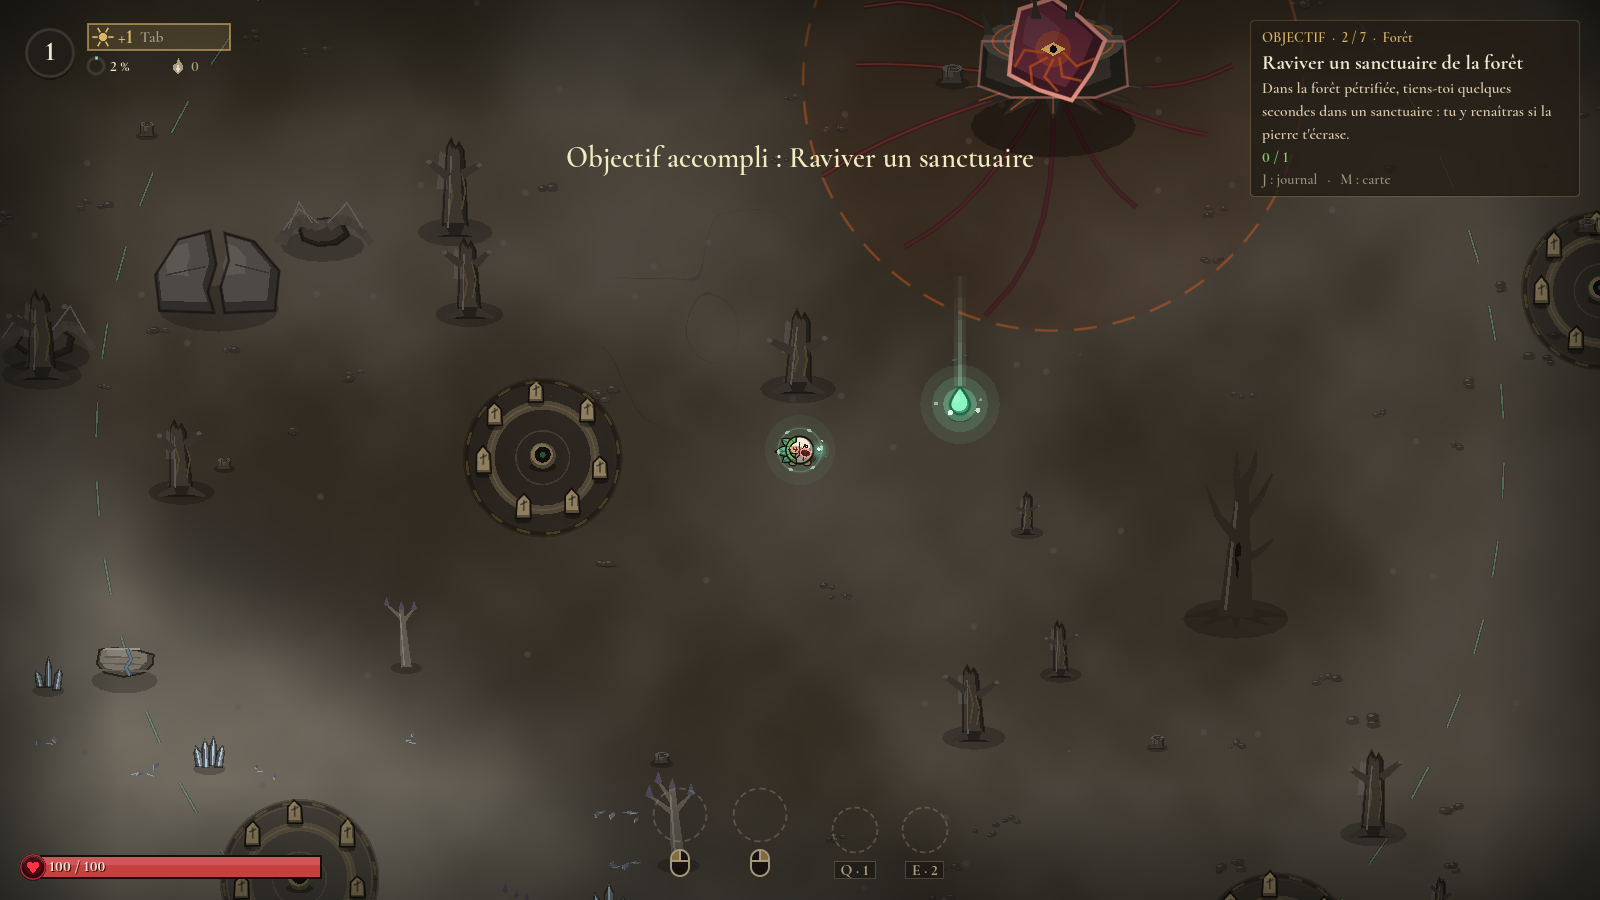 1
+1 Tab
2 %
0
OBJECTIF · 2/7 · Forêt
Raviver un sanctuaire de la forêt
Dans la forêt pétrifiée, tiens-toi quelques
secondes dans un sanctuaire : tu y renaîtras si la
pierre t'écrase.
0 / 1
J : journal · M : carte
Objectif accompli : Raviver un sanctuaire
100 / 100
Q · 1
E · 2